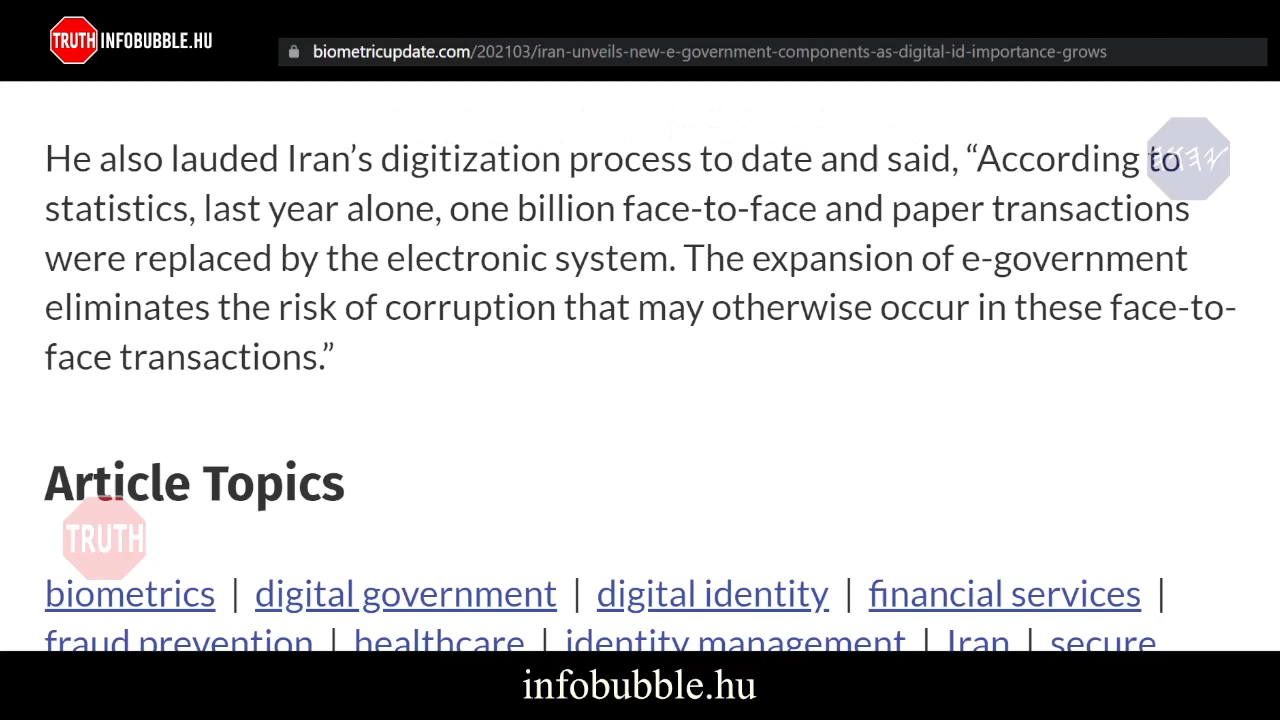 TRUTH INFOBUBBLE.HU
biometricupdate.com/202103/iran-unveils-new-e-government-components-as-digital-id-importance-grows
He also lauded Iran’s digitization process to date and said, “According to
statistics, last year alone, one billion face-to-face and paper transactions
were replaced by the electronic system. The expansion of e-government
eliminates the risk of corruption that may otherwise occur in these face-to-
face transactions.”
Article Topics
TRUTH
biometrics | digital government | digital identity | financial services |
fraud prevention | healthcare | identity management | Iran | secure
infobubble.hu